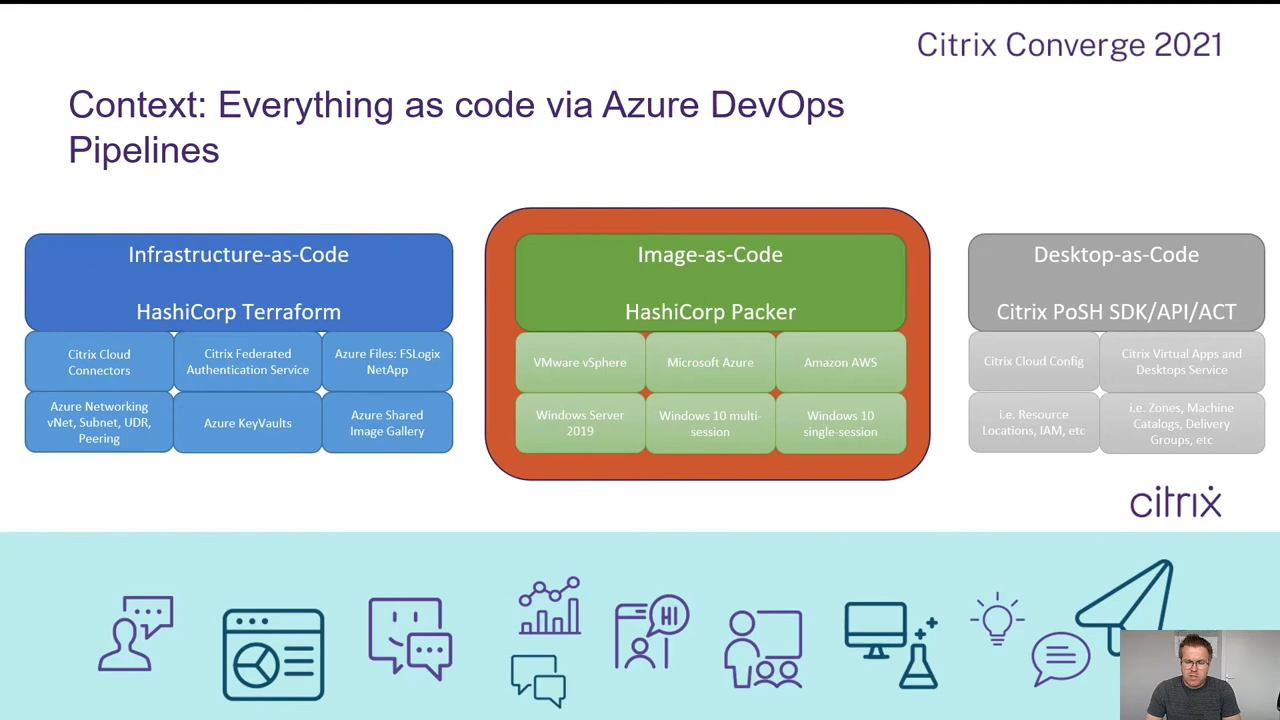 Citrix Converge 2021
Context: Everything as code via Azure DevOps
Pipelines
Infrastructure-as-Code
HashiCorp Terraform
Citrix Cloud
Connectors
Citrix Federated
Authentication Service
Azure Files: FSLogix
NetApp
Azure Networking
vNet, Subnet, UDR,
Peering
Azure KeyVaults
Azure Shared
Image Gallery
Image-as-Code
HashiCorp Packer
VMware vSphere
Microsoft Azure
Amazon AWS
Windows Server
2019
Windows 10 multi-
session
Windows 10
single-session
Desktop-as-Code
Citrix PoSH SDK/API/ACT
Citrix Cloud Config
Citrix Virtual Apps and
Desktops Service
i.e. Resource
Locations, IAM, etc
i.e. Zones, Machine
Catalogs, Delivery
Groups, etc
citrix
HI